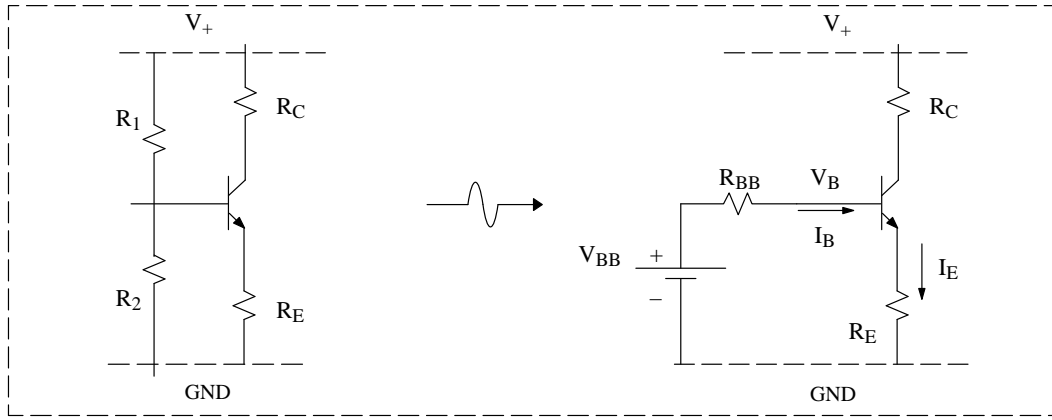 V+
V+
RC
RC
R1
RBB
VB
IB
VBB
+
IE
R2
−
RE
RE
GND
GND